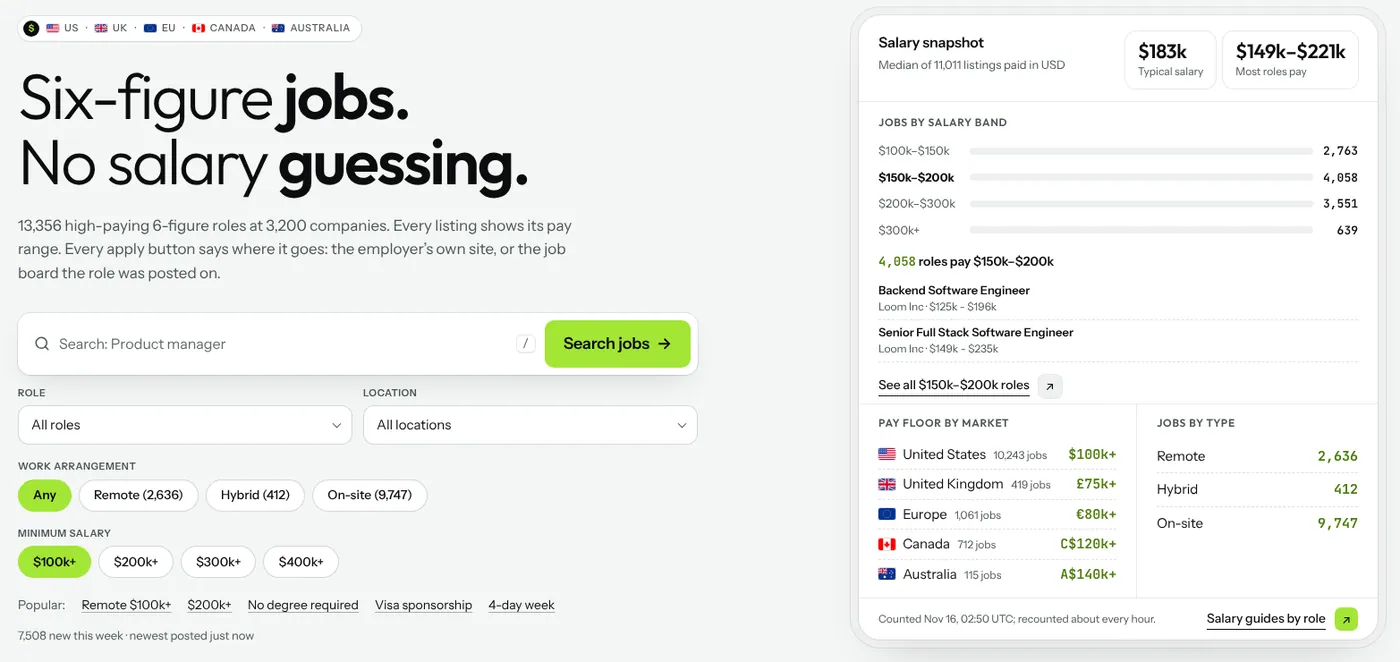 $ US · UK · EU · CANADA · AUSTRALIA
Six-figure jobs.
No salary guessing.
13,356 high-paying 6-figure roles at 3,200 companies. Every listing shows its pay
range. Every apply button says where it goes: the employer’s own site, or the job
board the role was posted on.
Search: Product manager
/
Search jobs →
ROLE
All roles
LOCATION
All locations
WORK ARRANGEMENT
Any
Remote (2,636)
Hybrid (412)
On-site (9,747)
MINIMUM SALARY
$100k+
$200k+
$300k+
$400k+
Popular: Remote $100k+ $200k+ No degree required Visa sponsorship 4-day week
7,508 new this week · newest posted just now
Salary snapshot
Median of 11,011 listings paid in USD
$183k
Typical salary
$149k–$221k
Most roles pay
JOBS BY SALARY BAND
$100k–$150k 2,763
$150k–$200k 4,058
$200k–$300k 3,551
$300k+ 639
4,058 roles pay $150k–$200k
Backend Software Engineer
Loom Inc · $125k - $196k
Senior Full Stack Software Engineer
Loom Inc · $149k - $235k
See all $150k–$200k roles ↗
PAY FLOOR BY MARKET
United States 10,243 jobs $100k+
United Kingdom 419 jobs £75k+
Europe 1,061 jobs €80k+
Canada 712 jobs C$120k+
Australia 115 jobs A$140k+
JOBS BY TYPE
Remote 2,636
Hybrid 412
On-site 9,747
Counted Nov 16, 02:50 UTC; recounted about every hour.
Salary guides by role ↗